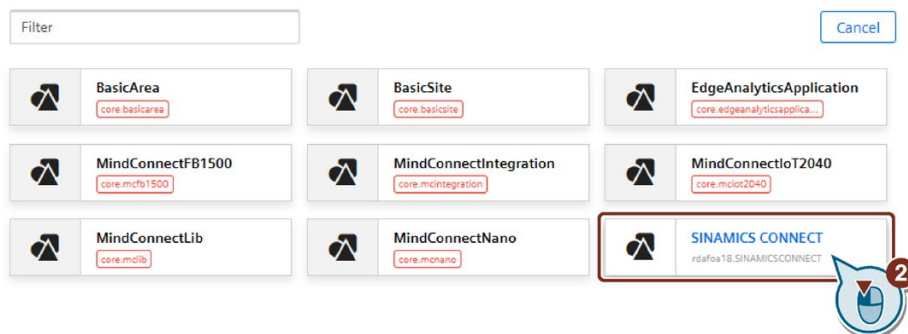 Filter
Cancel
BasicArea
core.basicarea
BasicSite
core.basicsite
EdgeAnalyticsApplication
core.edgeanalyticsapplica...
MindConnectFB1500
core.mcfb1500
MindConnectIntegration
core.mcintegration
MindConnectIoT2040
core.mciot2040
MindConnectLib
core.mclib
MindConnectNano
core.mcnano
SINAMICS CONNECT
rdafoa18.SINAMICSCONNECT
2